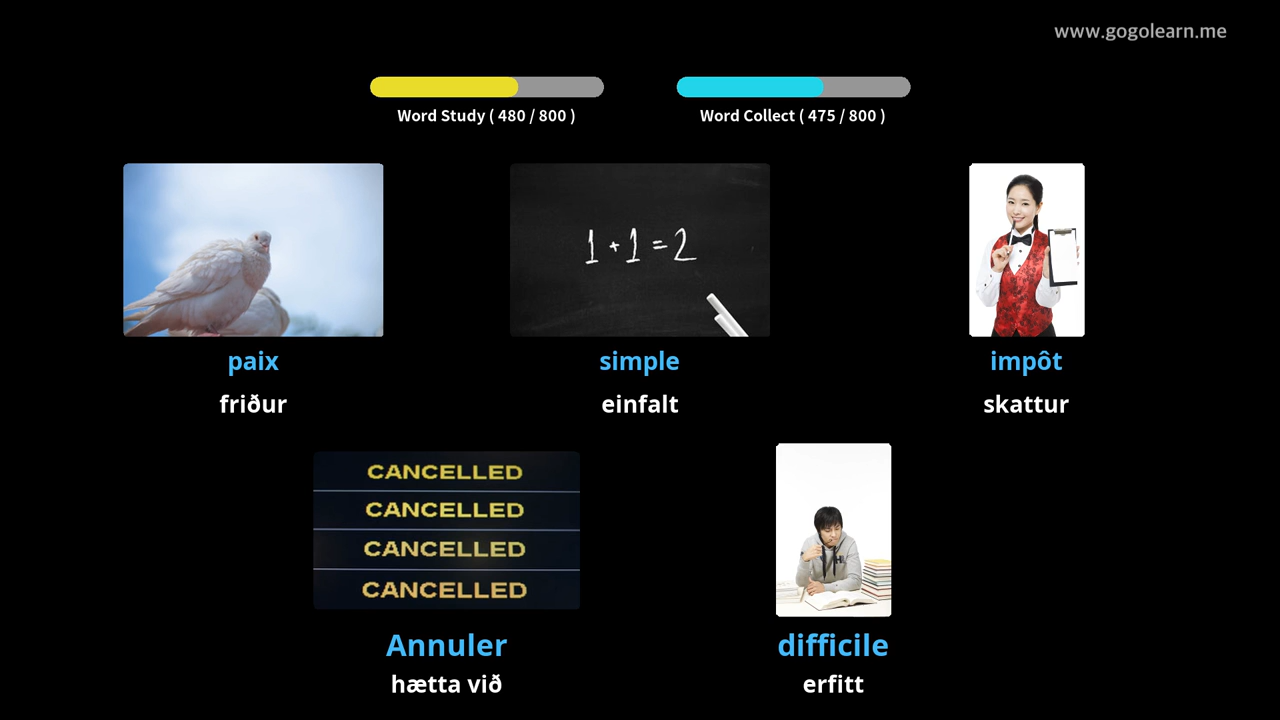 www.gogolearn.me
Word Study ( 480 / 800 )
Word Collect ( 475 / 800 )
1 + 1 = 2
paix
simple
impôt
friður
einfalt
skattur
CANCELLED
CANCELLED
CANCELLED
CANCELLED
Annuler
difficile
hætta við
erfitt